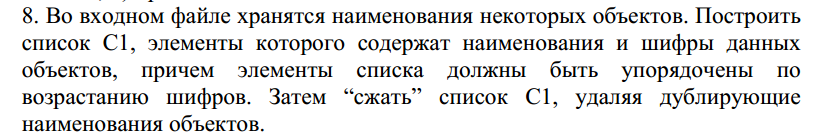 8. Во входном файле хранятся наименования некоторых объектов. Построить
список С1, элементы которого содержат наименования и шифры данных
объектов, причем элементы списка должны быть упорядочены по
возрастанию шифров. Затем “сжать” список С1, удаляя дублирующие
наименования объектов.